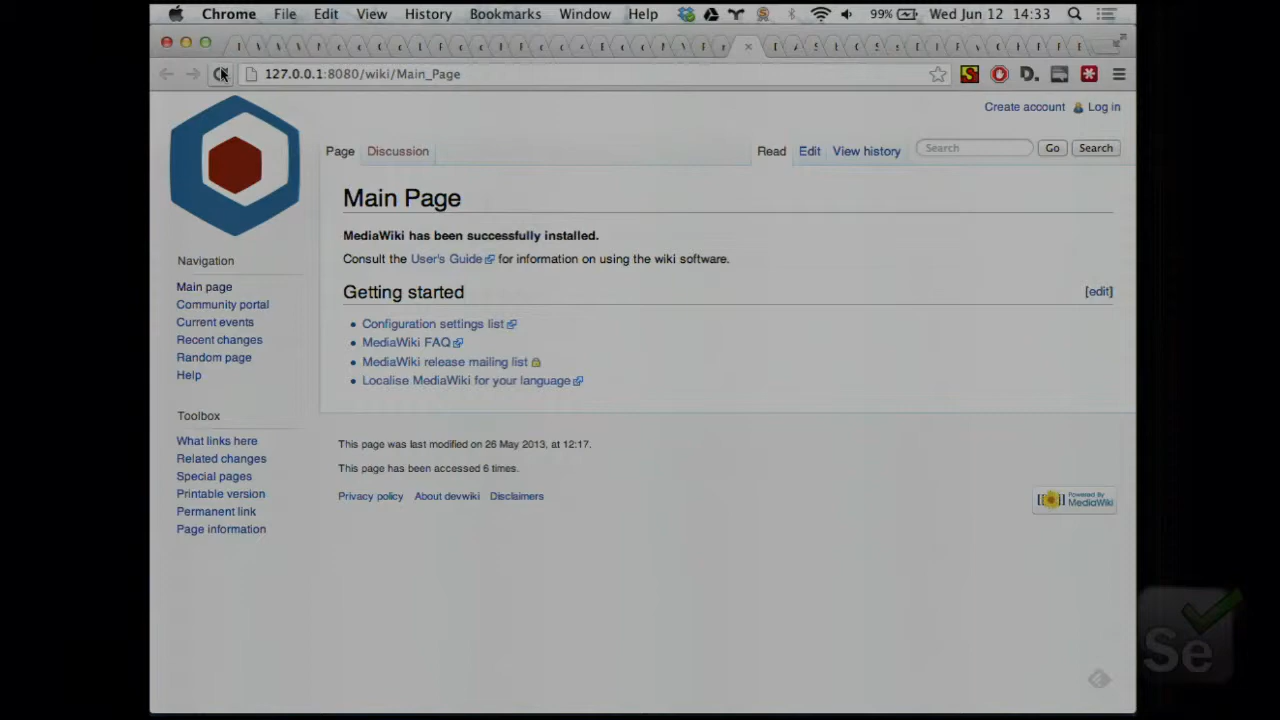 Chrome File Edit View History Bookmarks Window Help 99% Wed Jun 12 14:33
127.0.0.1:8080/wiki/Main_Page
Create account Log in
Page Discussion Read Edit View history Search Go Search
Main Page
MediaWiki has been successfully installed.
Consult the User's Guide for information on using the wiki software.
Getting started [edit]
Configuration settings list
MediaWiki FAQ
MediaWiki release mailing list
Localise MediaWiki for your language
Navigation
Main page
Community portal
Current events
Recent changes
Random page
Help
Toolbox
What links here
Related changes
Special pages
Printable version
Permanent link
Page information
This page was last modified on 26 May 2013, at 12:17.
This page has been accessed 6 times.
Privacy policy About devwiki Disclaimers
Powered By
MediaWiki
Se